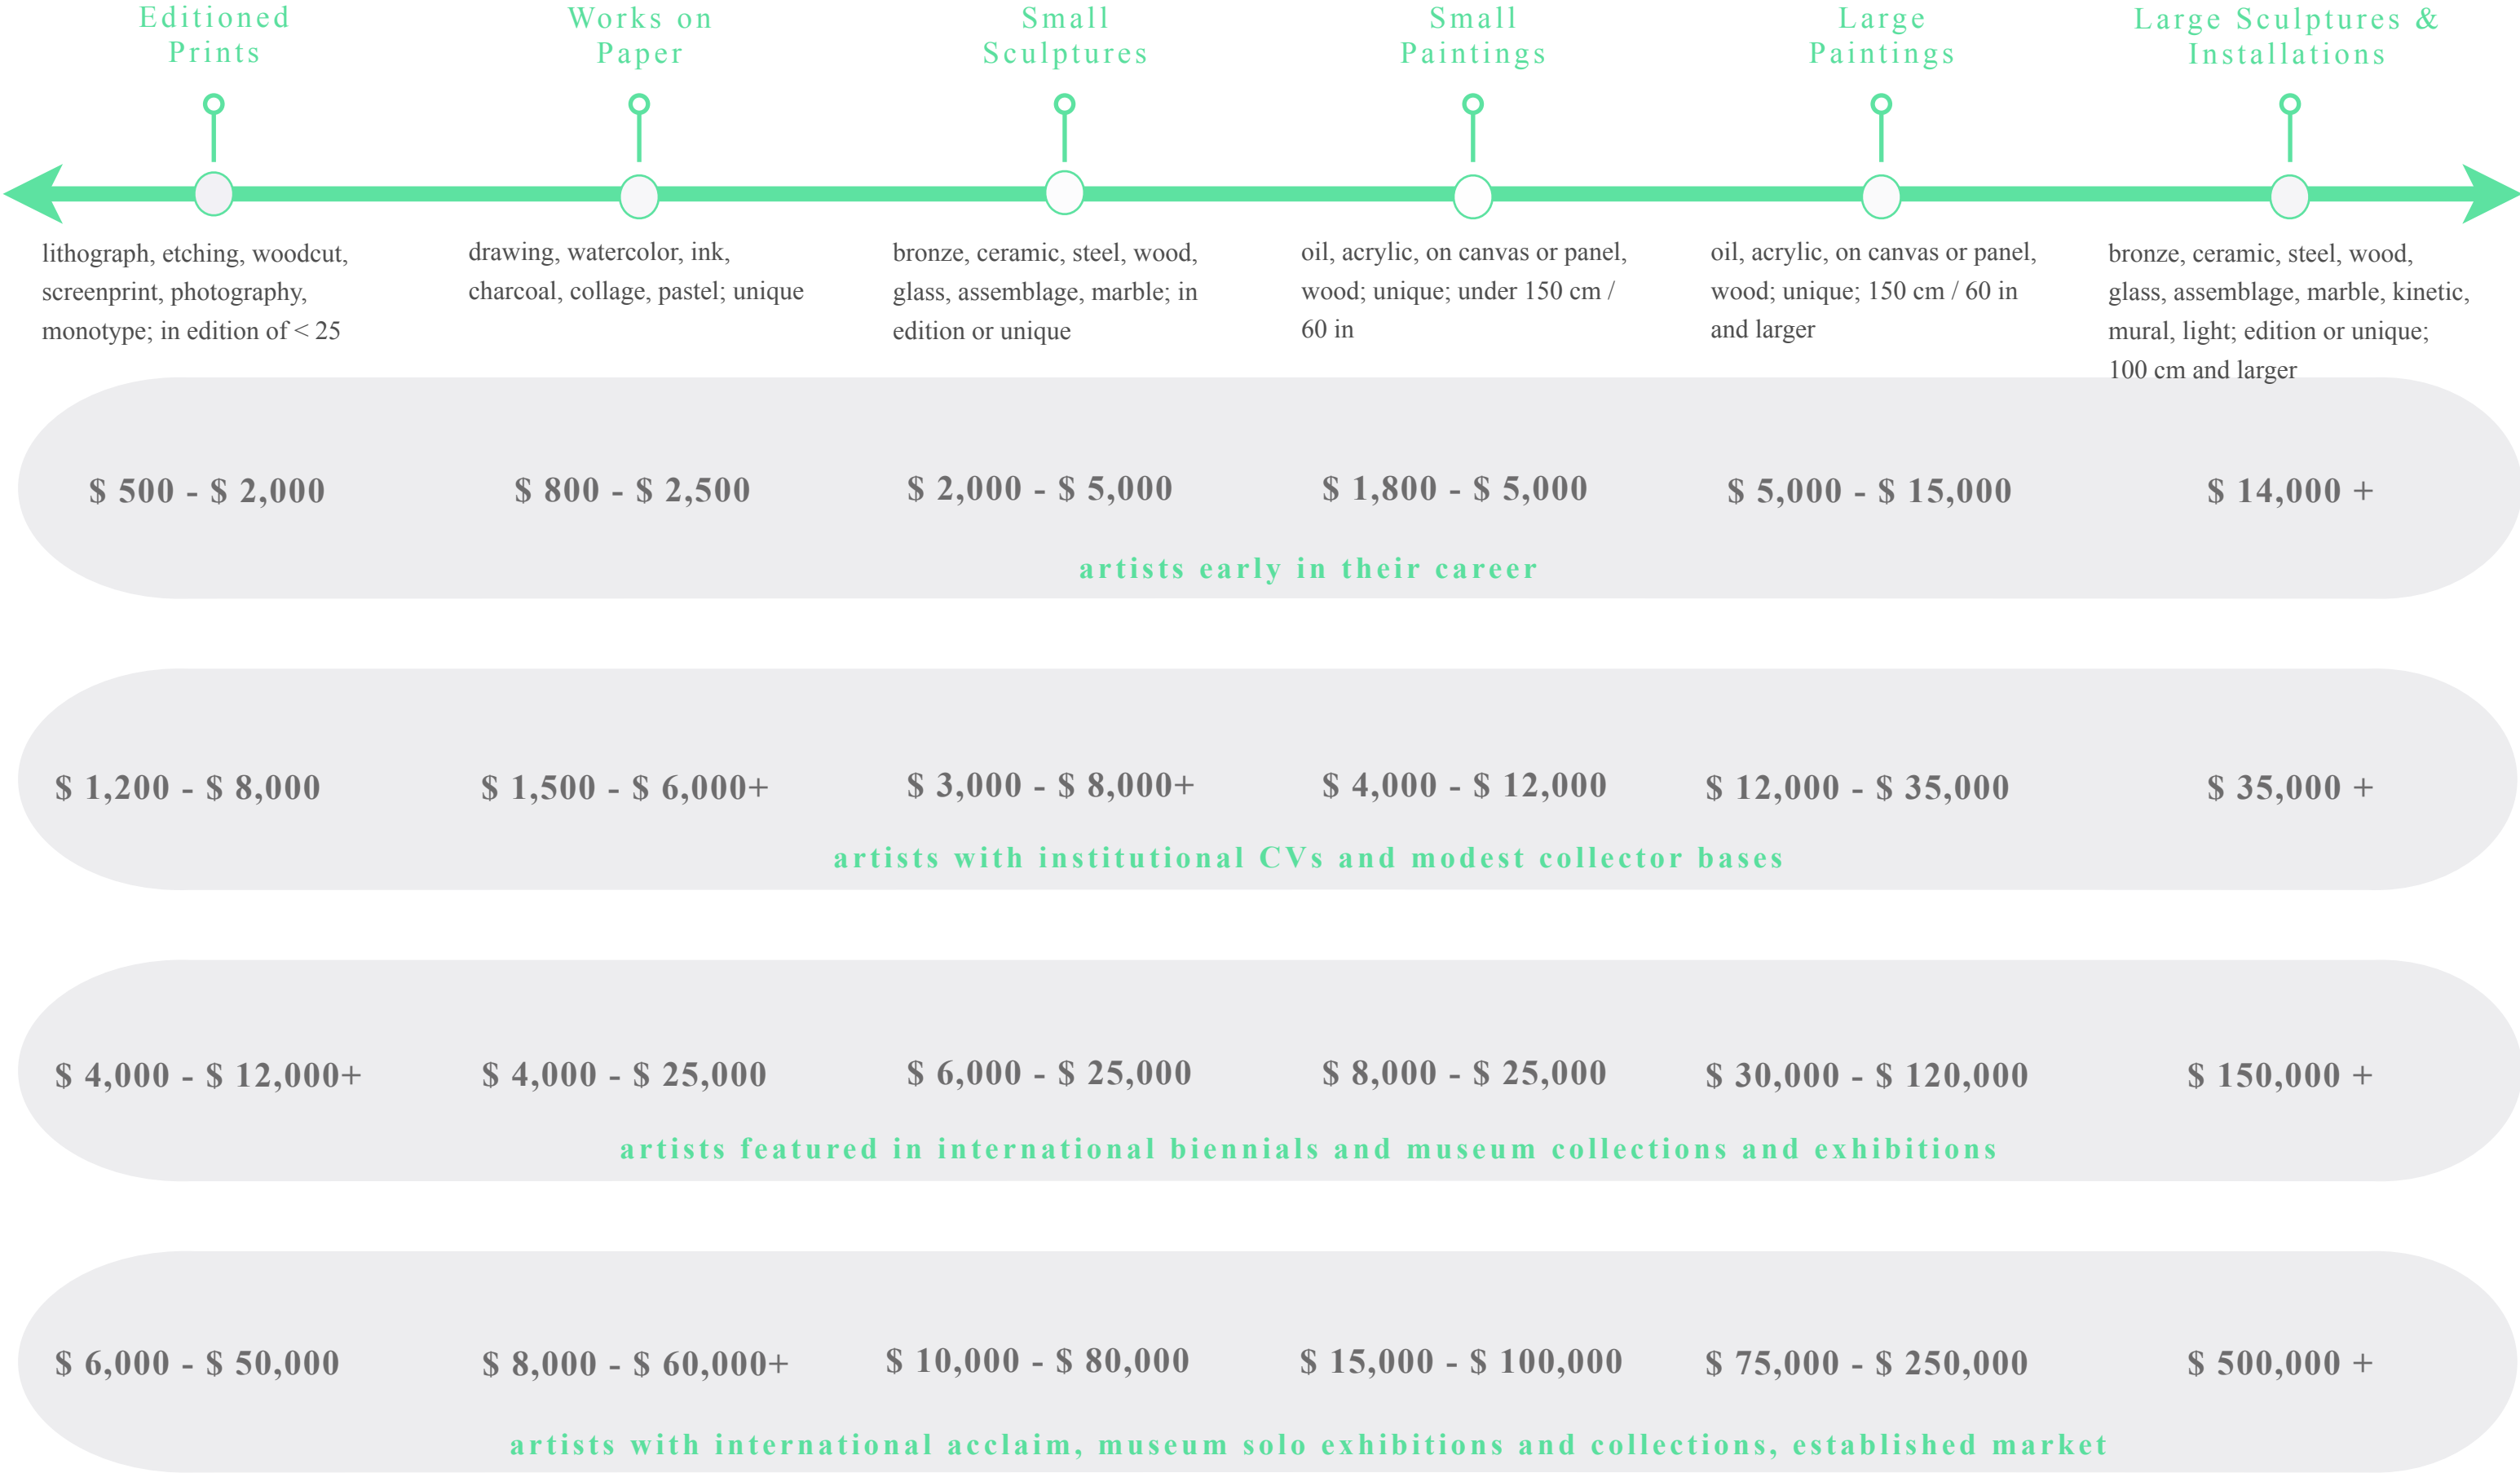 Editioned
Prints
Works on
Paper
Small
Sculptures
Small
Paintings
Large
Paintings
Large Sculptures &
Installations
lithograph, etching, woodcut,
screenprint, photography,
monotype; in edition of < 25
drawing, watercolor, ink,
charcoal, collage, pastel; unique
bronze, ceramic, steel, wood,
glass, assemblage, marble; in
edition or unique
oil, acrylic, on canvas or panel,
wood; unique; under 150 cm /
60 in
oil, acrylic, on canvas or panel,
wood; unique; 150 cm / 60 in
and larger
bronze, ceramic, steel, wood,
glass, assemblage, marble, kinetic,
mural, light; edition or unique;
100 cm and larger
$ 500 - $ 2,000
$ 800 - $ 2,500
$ 2,000 - $ 5,000
$ 1,800 - $ 5,000
$ 5,000 - $ 15,000
$ 14,000 +
artists early in their career
$ 1,200 - $ 8,000
$ 1,500 - $ 6,000+
$ 3,000 - $ 8,000+
$ 4,000 - $ 12,000
$ 12,000 - $ 35,000
$ 35,000 +
artists with institutional CVs and modest collector bases
$ 4,000 - $ 12,000+
$ 4,000 - $ 25,000
$ 6,000 - $ 25,000
$ 8,000 - $ 25,000
$ 30,000 - $ 120,000
$ 150,000 +
artists featured in international biennials and museum collections and exhibitions
$ 6,000 - $ 50,000
$ 8,000 - $ 60,000+
$ 10,000 - $ 80,000
$ 15,000 - $ 100,000
$ 75,000 - $ 250,000
$ 500,000 +
artists with international acclaim, museum solo exhibitions and collections, established market